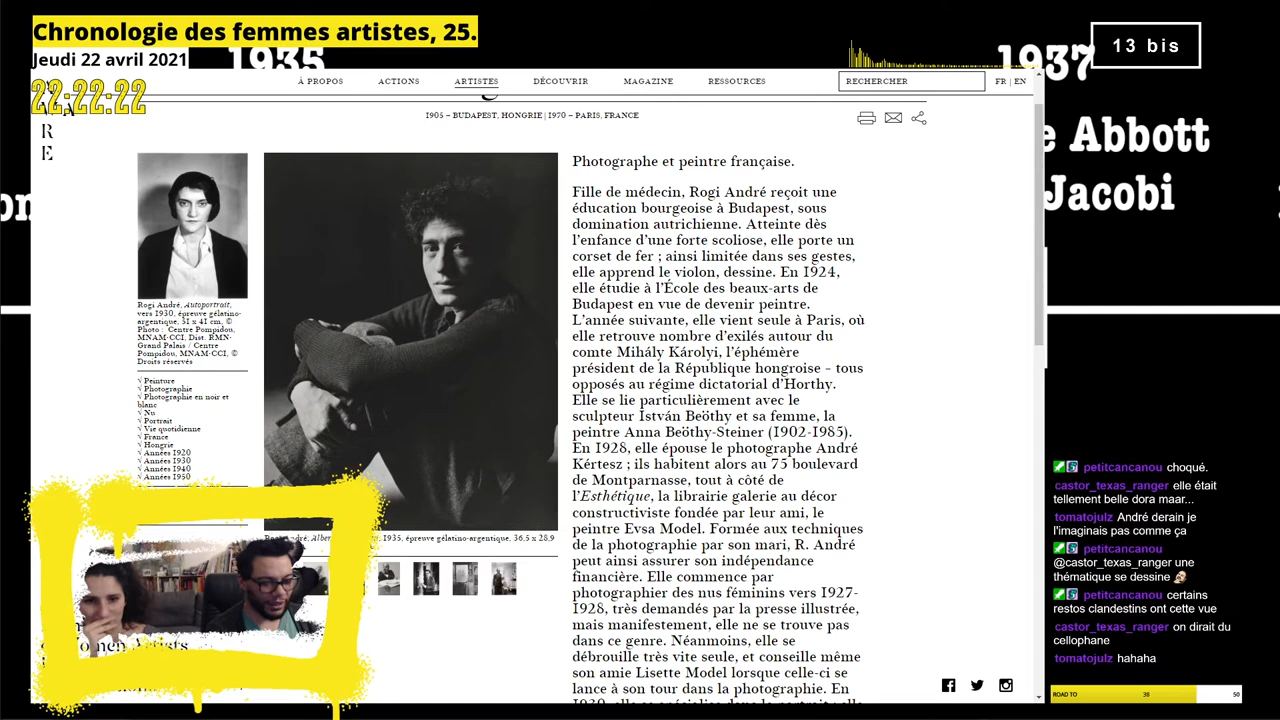 Chronologie des femmes artistes, 25.
Jeudi 22 avril 2021
22:22:22
1935
1937
13 bis
À PROPOS
ACTIONS
ARTISTES
DÉCOUVRIR
MAGAZINE
RESSOURCES
RECHERCHER
FR | EN
A
R
E
1905 – BUDAPEST, HONGRIE | 1970 – PARIS, FRANCE
e Abbott
Jacobi
Rogi André, Autoportrait,
vers 1930, épreuve gélatino-
argentique, 51 x 41 cm, ©
Photo : Centre Pompidou,
MNAM-CCI, Dist. RMN-
Grand Palais / Centre
Pompidou, MNAM-CCI, ©
Droits réservés
√ Peinture
√ Photographie
√ Photographie en noir et
blanc
√ Nu
√ Portrait
√ Vie quotidienne
√ France
√ Hongrie
√ Années 1920
√ Années 1930
√ Années 1940
√ Années 1950
1935, épreuve gélatino-argentique, 36,5 x 28,9
Women Artists
Photographe et peintre française.
Fille de médecin, Rogi André reçoit une
éducation bourgeoise à Budapest, sous
domination autrichienne. Atteinte dès
l'enfance d'une forte scoliose, elle porte un
corset de fer ; ainsi limitée dans ses gestes,
elle apprend le violon, dessine. En 1924,
elle étudie à l'École des beaux-arts de
Budapest en vue de devenir peintre.
L'année suivante, elle vient seule à Paris, où
elle retrouve nombre d'exilés autour du
comte Mihály Károlyi, l'éphémère
président de la République hongroise – tous
opposés au régime dictatorial d'Horthy.
Elle se lie particulièrement avec le
sculpteur István Beöthy et sa femme, la
peintre Anna Beöthy-Steiner (1902-1985).
En 1928, elle épouse le photographe André
Kértesz ; ils habitent alors au 75 boulevard
de Montparnasse, tout à côté de
l'Esthétique, la librairie galerie au décor
constructiviste fondée par leur ami, le
peintre Evsa Model. Formée aux techniques
de la photographie par son mari, R. André
peut ainsi assurer son indépendance
financière. Elle commence par
photographier des nus féminins vers 1927-
1928, très demandés par la presse illustrée,
mais manifestement, elle ne se trouve pas
dans ce genre. Néanmoins, elle se
débrouille très vite seule, et conseille même
son amie Lisette Model lorsque celle-ci se
lance à son tour dans la photographie. En
petitcancanou choqué.
castor_texas_ranger elle était
tellement belle dora maar...
tomatojulz André derain je
l'imaginais pas comme ça
petitcancanou
@castor_texas_ranger une
thématique se dessine
petitcancanou certains
restos clandestins ont cette vue
castor_texas_ranger on dirait du
cellophane
tomatojulz hahaha
ROAD TO 38 50